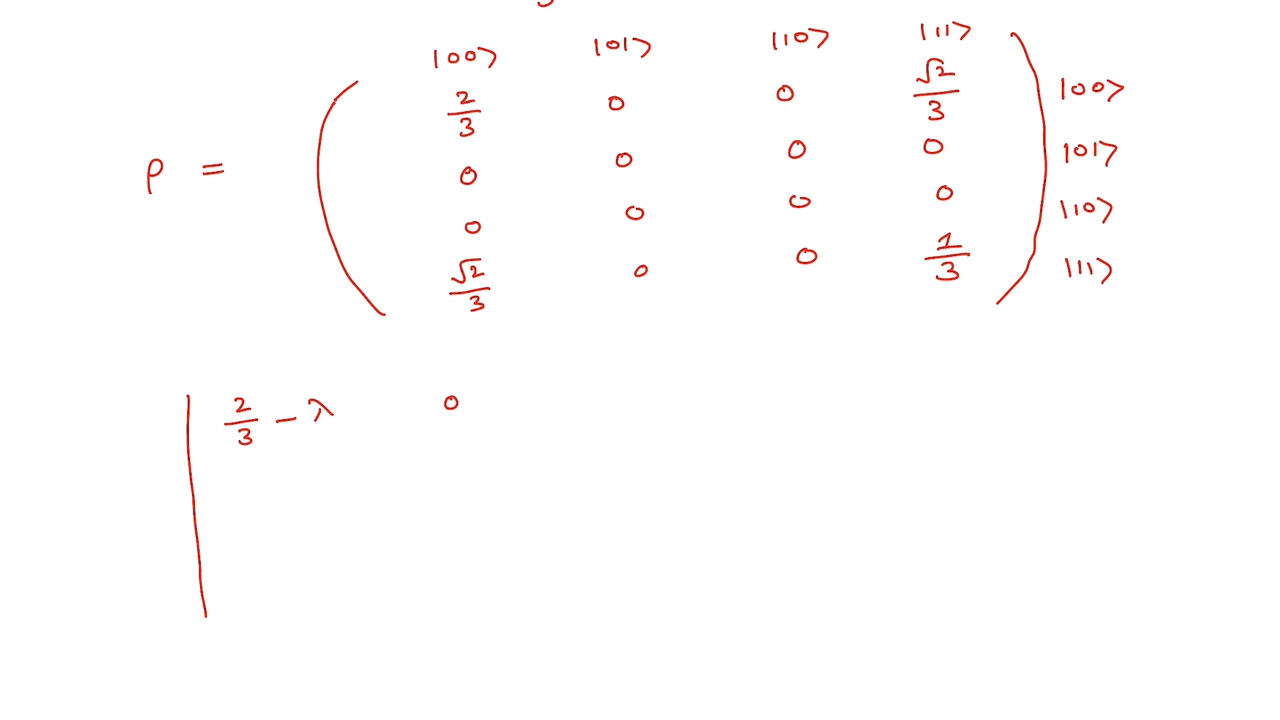 |00⟩ |01⟩ |10⟩ |11⟩
2/3 0 0 √2/3 |00⟩
ρ = 0 0 0 0 |01⟩
0 0 0 0 |10⟩
√2/3 0 0 1/3 |11⟩
2/3 − λ 0